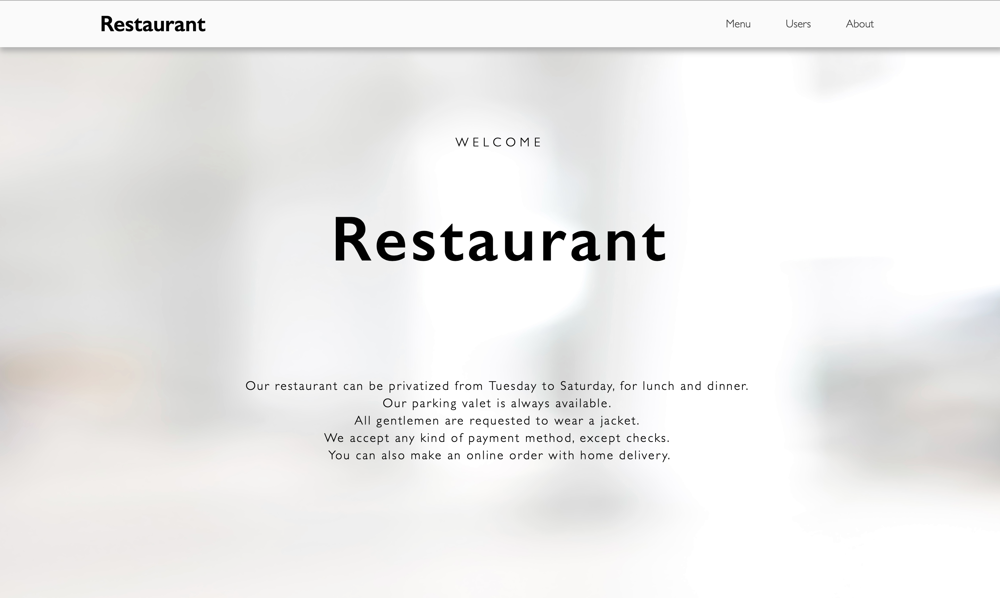 Restaurant
Menu Users About
WELCOME
Restaurant
Our restaurant can be privatized from Tuesday to Saturday, for lunch and dinner.
Our parking valet is always available.
All gentlemen are requested to wear a jacket.
We accept any kind of payment method, except checks.
You can also make an online order with home delivery.